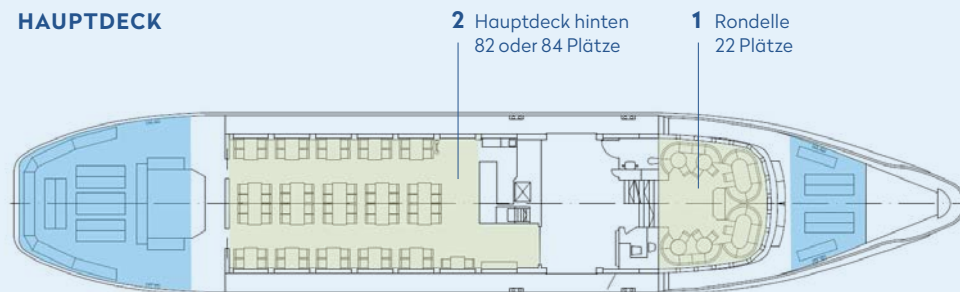 HAUPTDECK
2 Hauptdeck hinten
82 oder 84 Plätze
1 Rondelle
22 Plätze